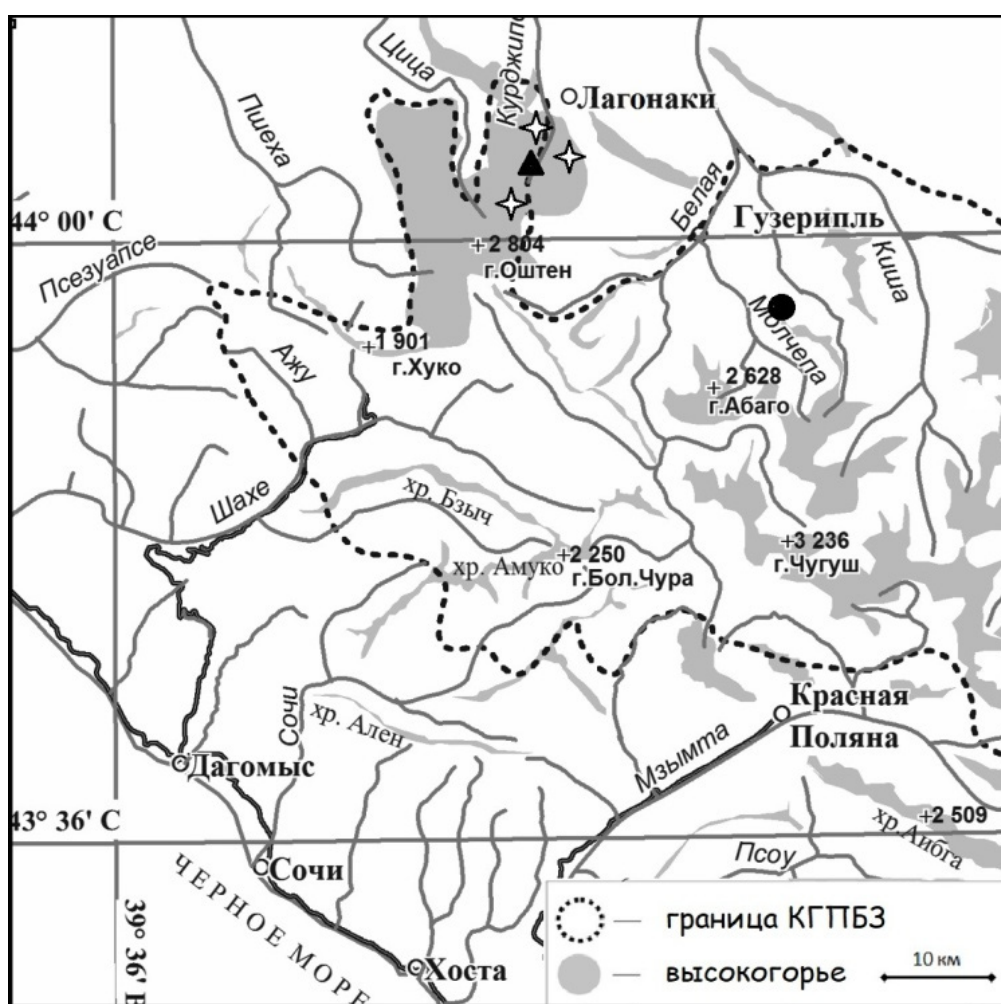 Цица
Курджипс
Лагонаки
Пшеха
Белая
44° 00' С
Гузерипль
Псезуапсе
+2 804
г.Оштен
Киша
Молчепа
+1 901
г.Хуко
Ажу
+ 2 628
г.Абаго
Шахе
хр. Бзыч
хр. Амуко
+2 250
г.Бол.Чура
+3 236
г.Чугуш
Сочи
хр. Ален
Красная
Поляна
Мзымта
Дагомыс
43° 36' С
+2 509
хр.Аибга
Псоу
Сочи
ЧЕРНОЕ МОРЕ
39° 36' В
Хоста
граница КГПБЗ
высокогорье
10 км